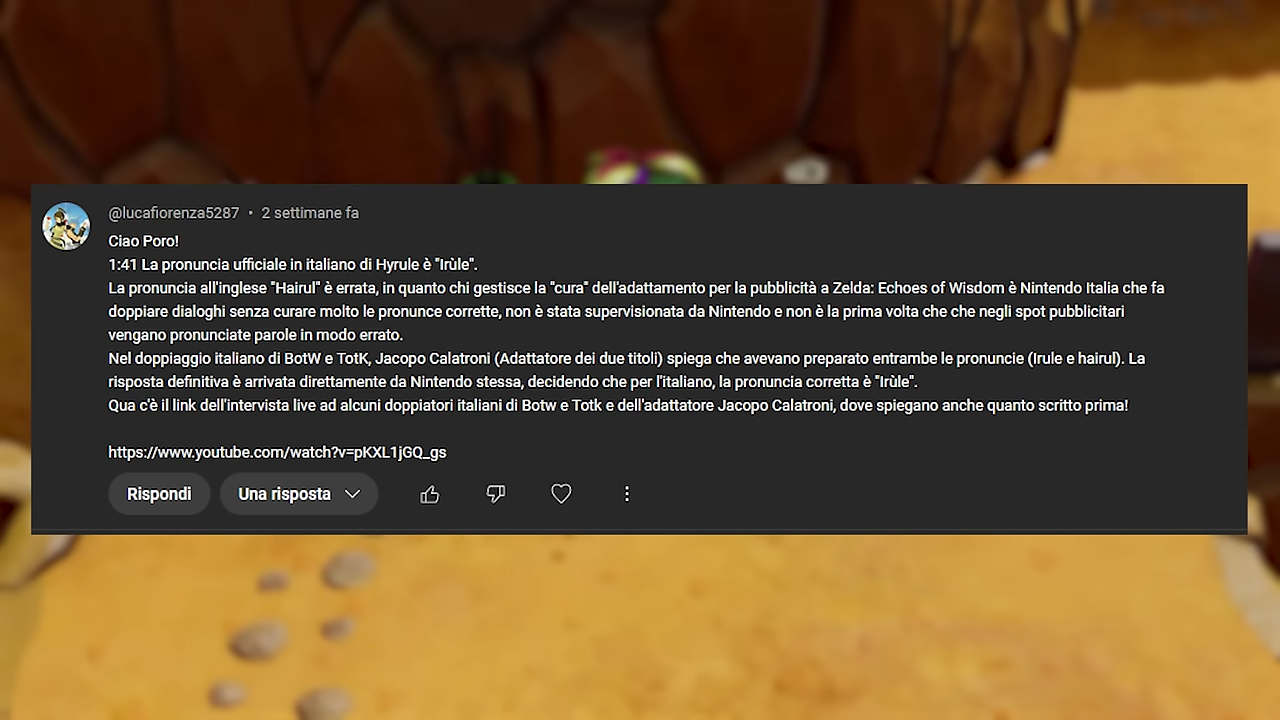 @lucafiorenza5287 • 2 settimane fa
Ciao Poro!
1:41 La pronuncia ufficiale in italiano di Hyrule è "Irùle".
La pronuncia all'inglese "Hairul" è errata, in quanto chi gestisce la "cura" dell'adattamento per la pubblicità a Zelda: Echoes of Wisdom è Nintendo Italia che fa
doppiare dialoghi senza curare molto le pronunce corrette, non è stata supervisionata da Nintendo e non è la prima volta che che negli spot pubblicitari
vengano pronunciate parole in modo errato.
Nel doppiaggio italiano di BotW e TotK, Jacopo Calatroni (Adattatore dei due titoli) spiega che avevano preparato entrambe le pronuncie (Irule e hairul). La
risposta definitiva è arrivata direttamente da Nintendo stessa, decidendo che per l'italiano, la pronuncia corretta è "Irùle".
Qua c'è il link dell'intervista live ad alcuni doppiatori italiani di Botw e Totk e dell'adattatore Jacopo Calatroni, dove spiegano anche quanto scritto prima!
https://www.youtube.com/watch?v=pKXL1jGQ_gs
Rispondi Una risposta